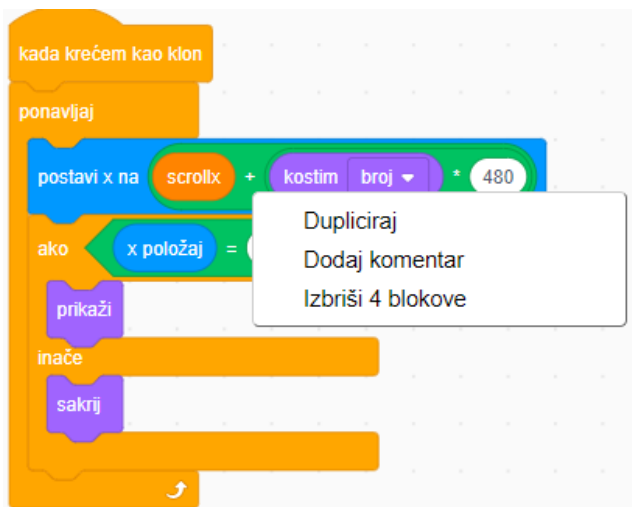 kada krećem kao klon
ponavljaj
postavi x na scrollx + kostim broj * 480
ako x položaj =
Dupliciraj
Dodaj komentar
Izbriši 4 blokove
prikaži
inače
sakrij